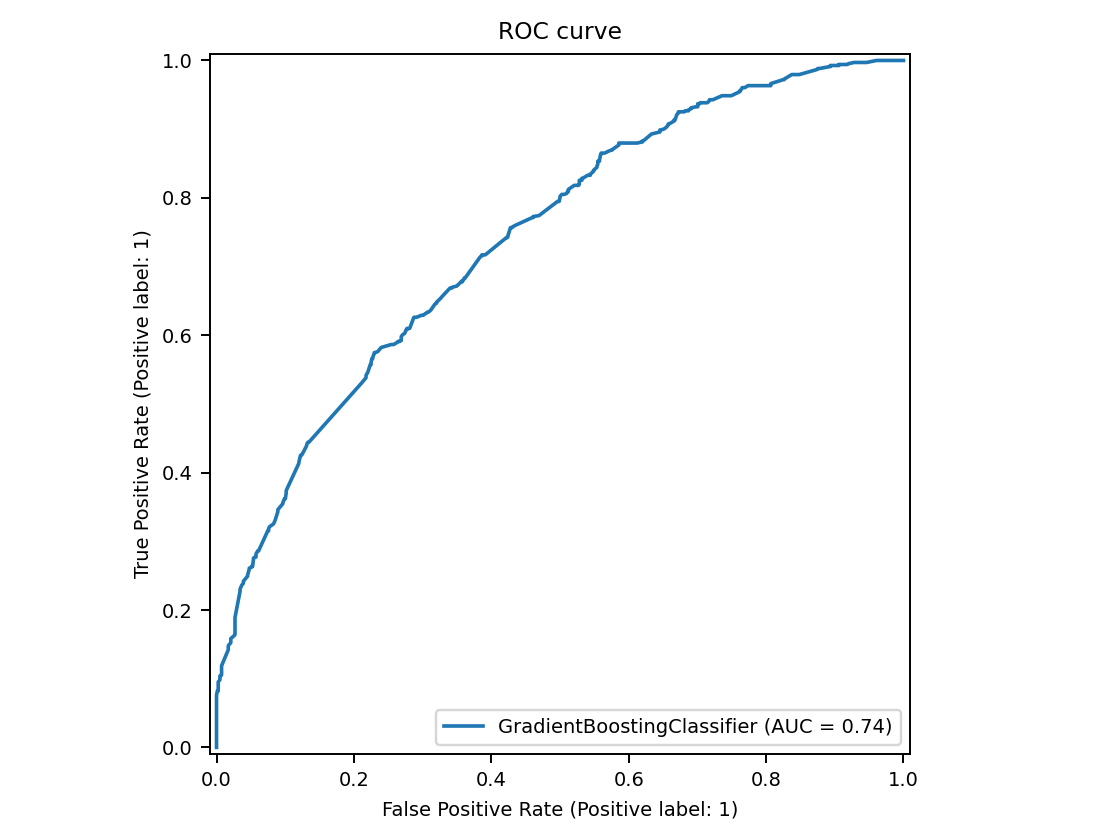 ROC curve
True Positive Rate (Positive label: 1)
1.0
0.8
0.6
0.4
0.2
0.0
GradientBoostingClassifier (AUC = 0.74)
0.0 0.2 0.4 0.6 0.8 1.0
False Positive Rate (Positive label: 1)